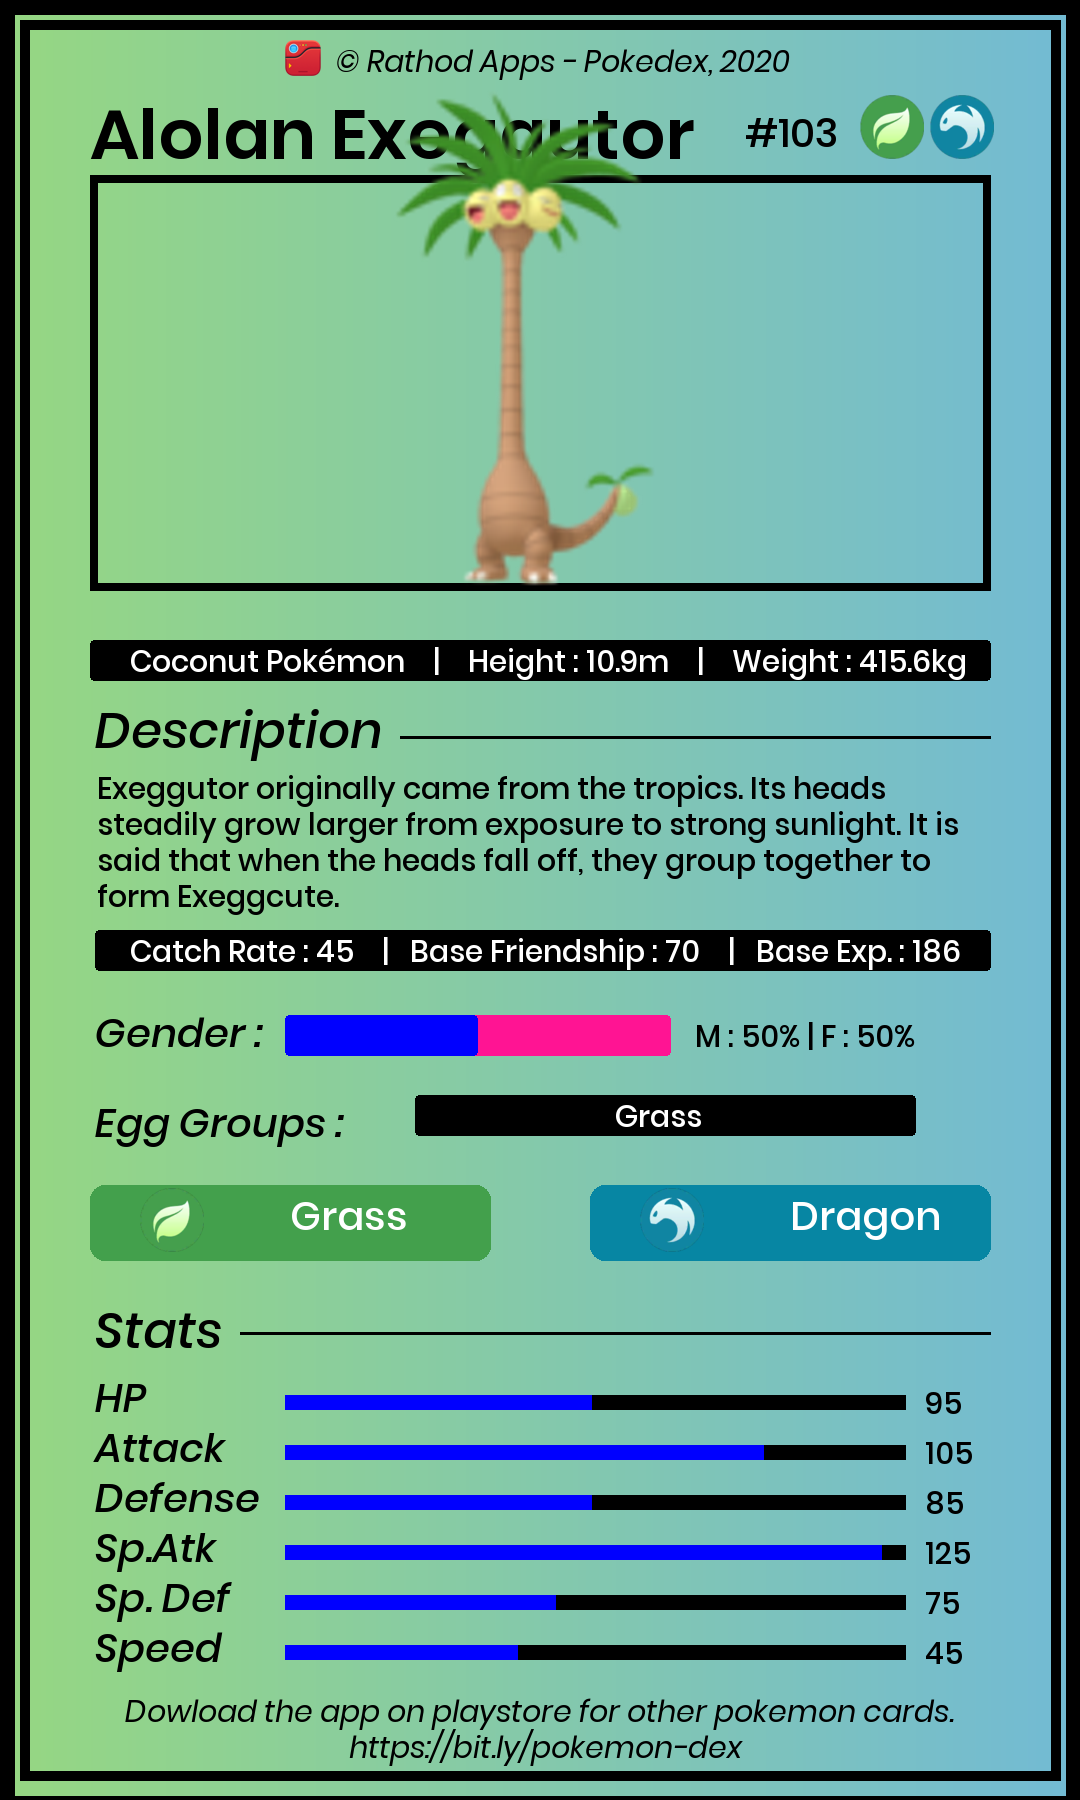 © Rathod Apps - Pokedex, 2020
Alolan Exeggutor #103
Coconut Pokémon | Height : 10.9m | Weight : 415.6kg
Description
Exeggutor originally came from the tropics. Its heads
steadily grow larger from exposure to strong sunlight. It is
said that when the heads fall off, they group together to
form Exeggcute.
Catch Rate : 45 | Base Friendship : 70 | Base Exp. : 186
Gender : M : 50% | F : 50%
Egg Groups : Grass
Grass Dragon
Stats
HP 95
Attack 105
Defense 85
Sp.Atk 125
Sp. Def 75
Speed 45
Dowload the app on playstore for other pokemon cards.
https://bit.ly/pokemon-dex